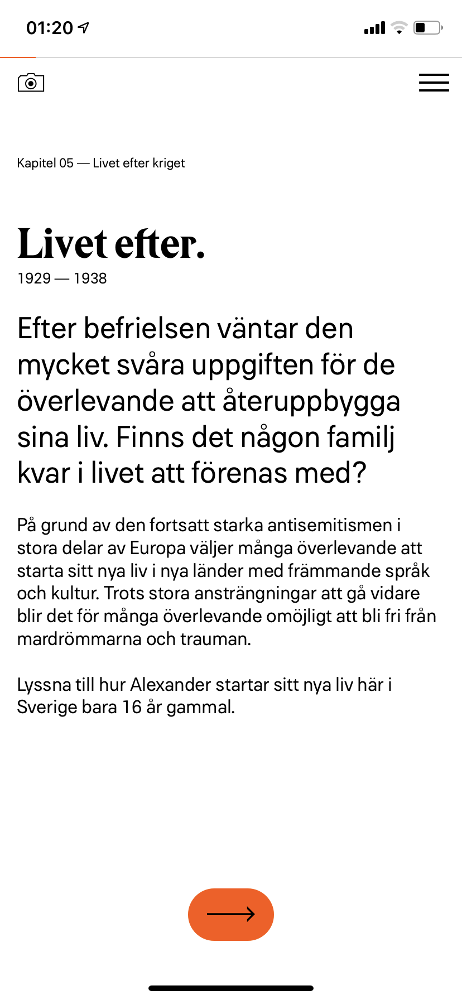 01:20
Kapitel 05 — Livet efter kriget
Livet efter.
1929 — 1938
Efter befrielsen väntar den
mycket svåra uppgiften för de
överlevande att återuppbygga
sina liv. Finns det någon familj
kvar i livet att förenas med?
På grund av den fortsatt starka antisemitismen i
stora delar av Europa väljer många överlevande att
starta sitt nya liv i nya länder med främmande språk
och kultur. Trots stora ansträngningar att gå vidare
blir det för många överlevande omöjligt att bli fri från
mardrömmarna och trauman.
Lyssna till hur Alexander startar sitt nya liv här i
Sverige bara 16 år gammal.